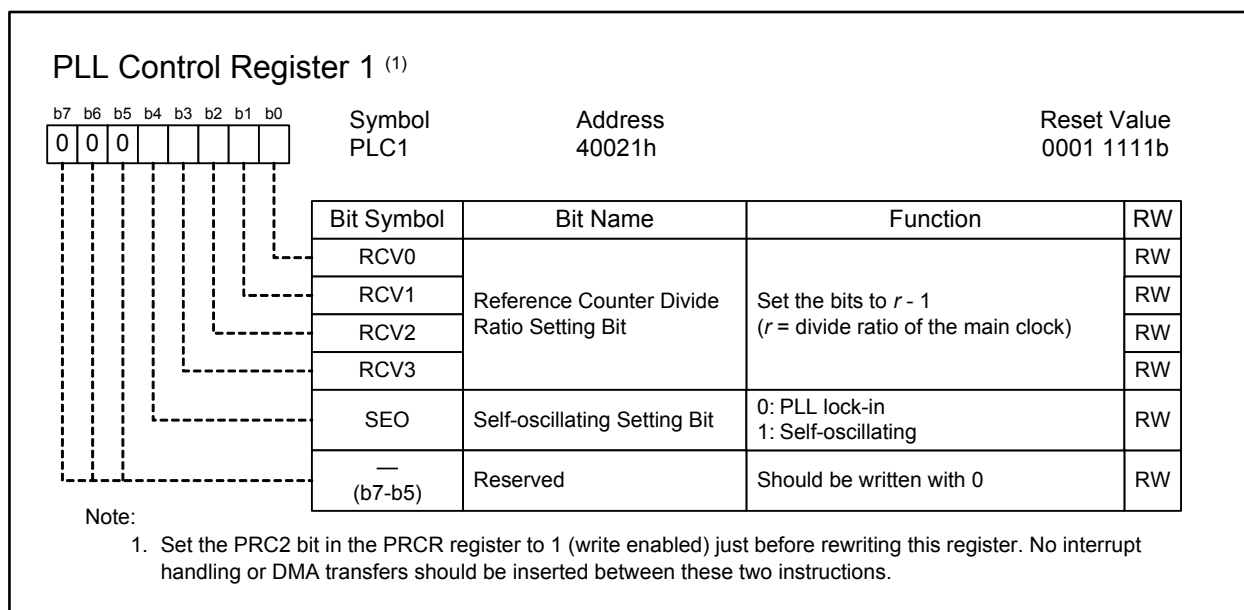 PLL Control Register 1 (1)
b7 b6 b5 b4 b3 b2 b1 b0
0 0 0
Symbol Address Reset Value
PLC1 40021h 0001 1111b
Bit Symbol Bit Name Function RW
RCV0 RW
RCV1 RW
Reference Counter Divide
Ratio Setting Bit
Set the bits to r - 1
(r = divide ratio of the main clock)
RCV2 RW
RCV3 RW
SEO Self-oscillating Setting Bit
0: PLL lock-in
1: Self-oscillating
RW
—
(b7-b5)
Reserved Should be written with 0 RW
Note:
1. Set the PRC2 bit in the PRCR register to 1 (write enabled) just before rewriting this register. No interrupt
handling or DMA transfers should be inserted between these two instructions.